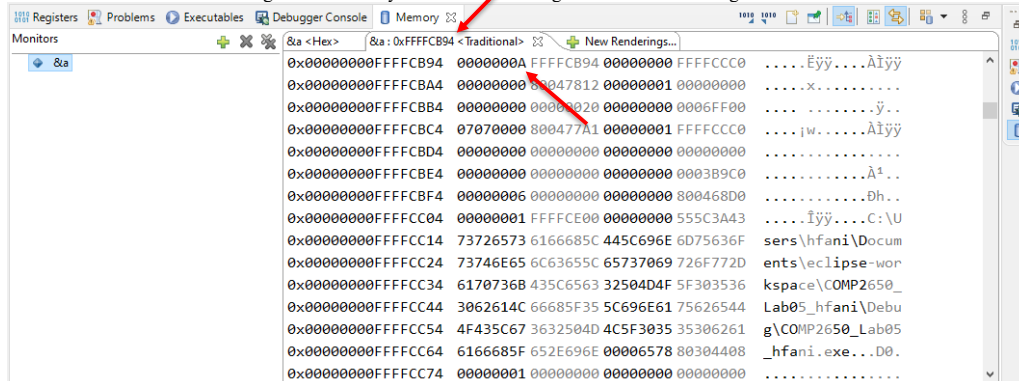 Registers Problems Executables Debugger Console Memory
Monitors
&a
&a <Hex> &a : 0xFFFFCB94 <Traditional> New Renderings...
0x00000000FFFFCB94 0000000A FFFFCB94 00000000 FFFFCCC0 .....Ëÿÿ....ÀÌÿÿ
0x00000000FFFFCBA4 00000000 80047812 00000001 00000000 .....x..........
0x00000000FFFFCBB4 00000000 00000020 00000000 0006FF00 .... ........ÿ..
0x00000000FFFFCBC4 07070000 800477A1 00000001 FFFFCCC0 ....¡w......ÀÌÿÿ
0x00000000FFFFCBD4 00000000 00000000 00000000 00000000 ................
0x00000000FFFFCBE4 00000000 00000000 00000000 0003B9C0 ............À¹..
0x00000000FFFFCBF4 00000006 00000000 00000000 800468D0 ............Ðh..
0x00000000FFFFCC04 00000001 FFFFCE00 00000000 555C3A43 .....Îÿÿ....C:\U
0x00000000FFFFCC14 73726573 6166685C 445C696E 6D75636F sers\hfani\Docum
0x00000000FFFFCC24 73746E65 6C63655C 65737069 726F772D ents\eclipse-wor
0x00000000FFFFCC34 6170736B 435C6563 32504D4F 5F303536 kspace\COMP2650_
0x00000000FFFFCC44 3062614C 66685F35 5C696E61 75626544 Lab05_hfani\Debu
0x00000000FFFFCC54 4F435C67 3632504D 4C5F3035 35306261 g\COMP2650_Lab05
0x00000000FFFFCC64 6166685F 652E696E 00006578 80304408 _hfani.exe...D0.
0x00000000FFFFCC74 00000001 00000000 00000000 00000000 ................